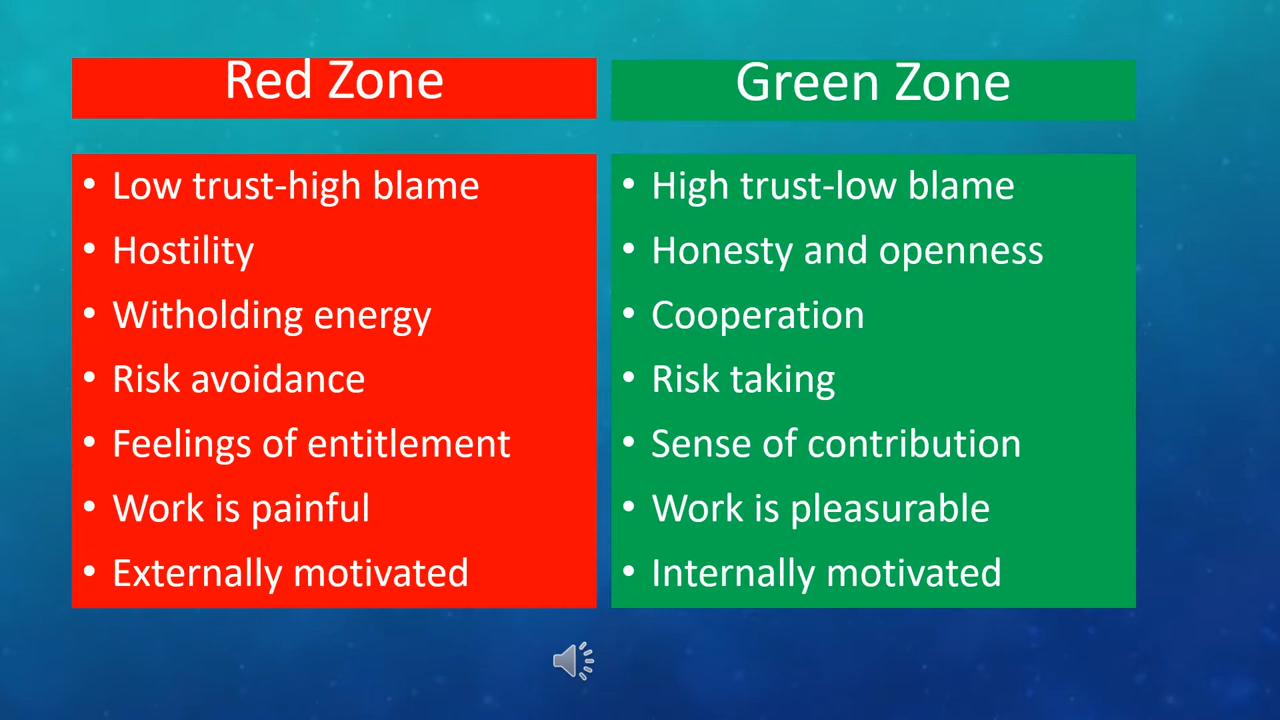 Red Zone
• Low trust-high blame
• Hostility
• Witholding energy
• Risk avoidance
• Feelings of entitlement
• Work is painful
• Externally motivated
Green Zone
• High trust-low blame
• Honesty and openness
• Cooperation
• Risk taking
• Sense of contribution
• Work is pleasurable
• Internally motivated